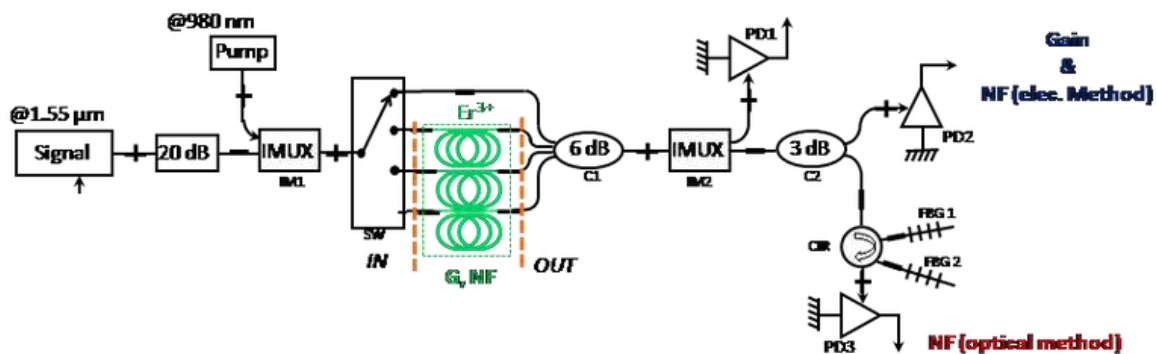 @980 nm
Pump
@1.55 µm
Signal
20 dB
IMUX
IM1
SW
IN
Er3+
G, NF
OUT
6 dB
C1
IMUX
IM2
PD1
3 dB
C2
PD2
Gain
&
NF (elec. Method)
CIR
FBG 1
FBG 2
PD3
NF (optical method)